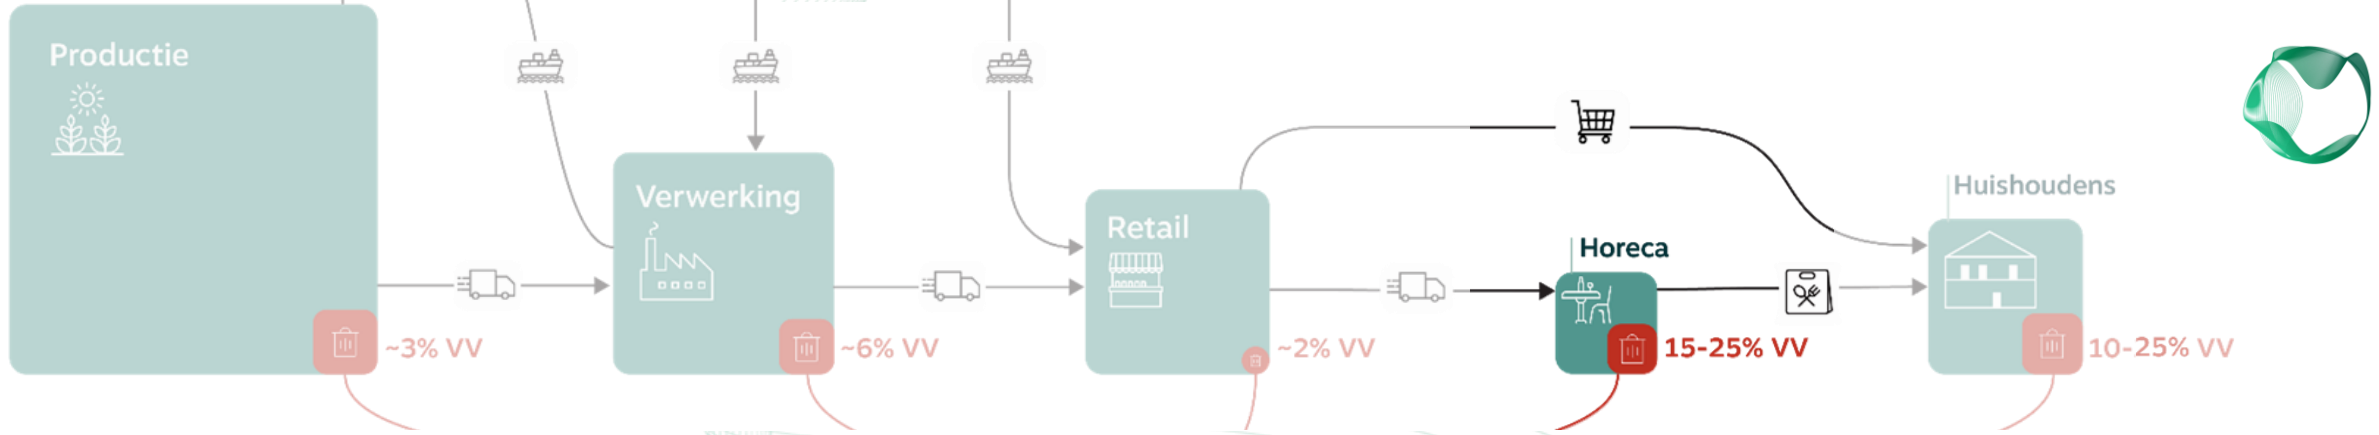 Productie
Verwerking
Retail
Horeca
Huishoudens
~3% VV
~6% VV
~2% VV
15-25% VV
10-25% VV